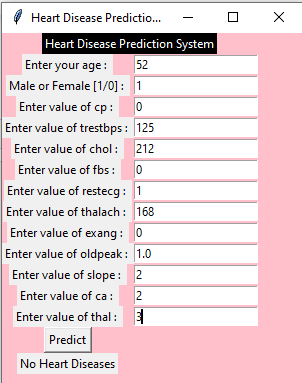 Heart Disease Predictio...
Heart Disease Prediction System
Enter your age : 52
Male or Female [1/0] : 1
Enter value of cp : 0
Enter value of trestbps : 125
Enter value of chol : 212
Enter value of fbs : 0
Enter value of restecg : 1
Enter value of thalach : 168
Enter value of exang : 0
Enter value of oldpeak : 1.0
Enter value of slope : 2
Enter value of ca : 2
Enter value of thal : 3
Predict
No Heart Diseases